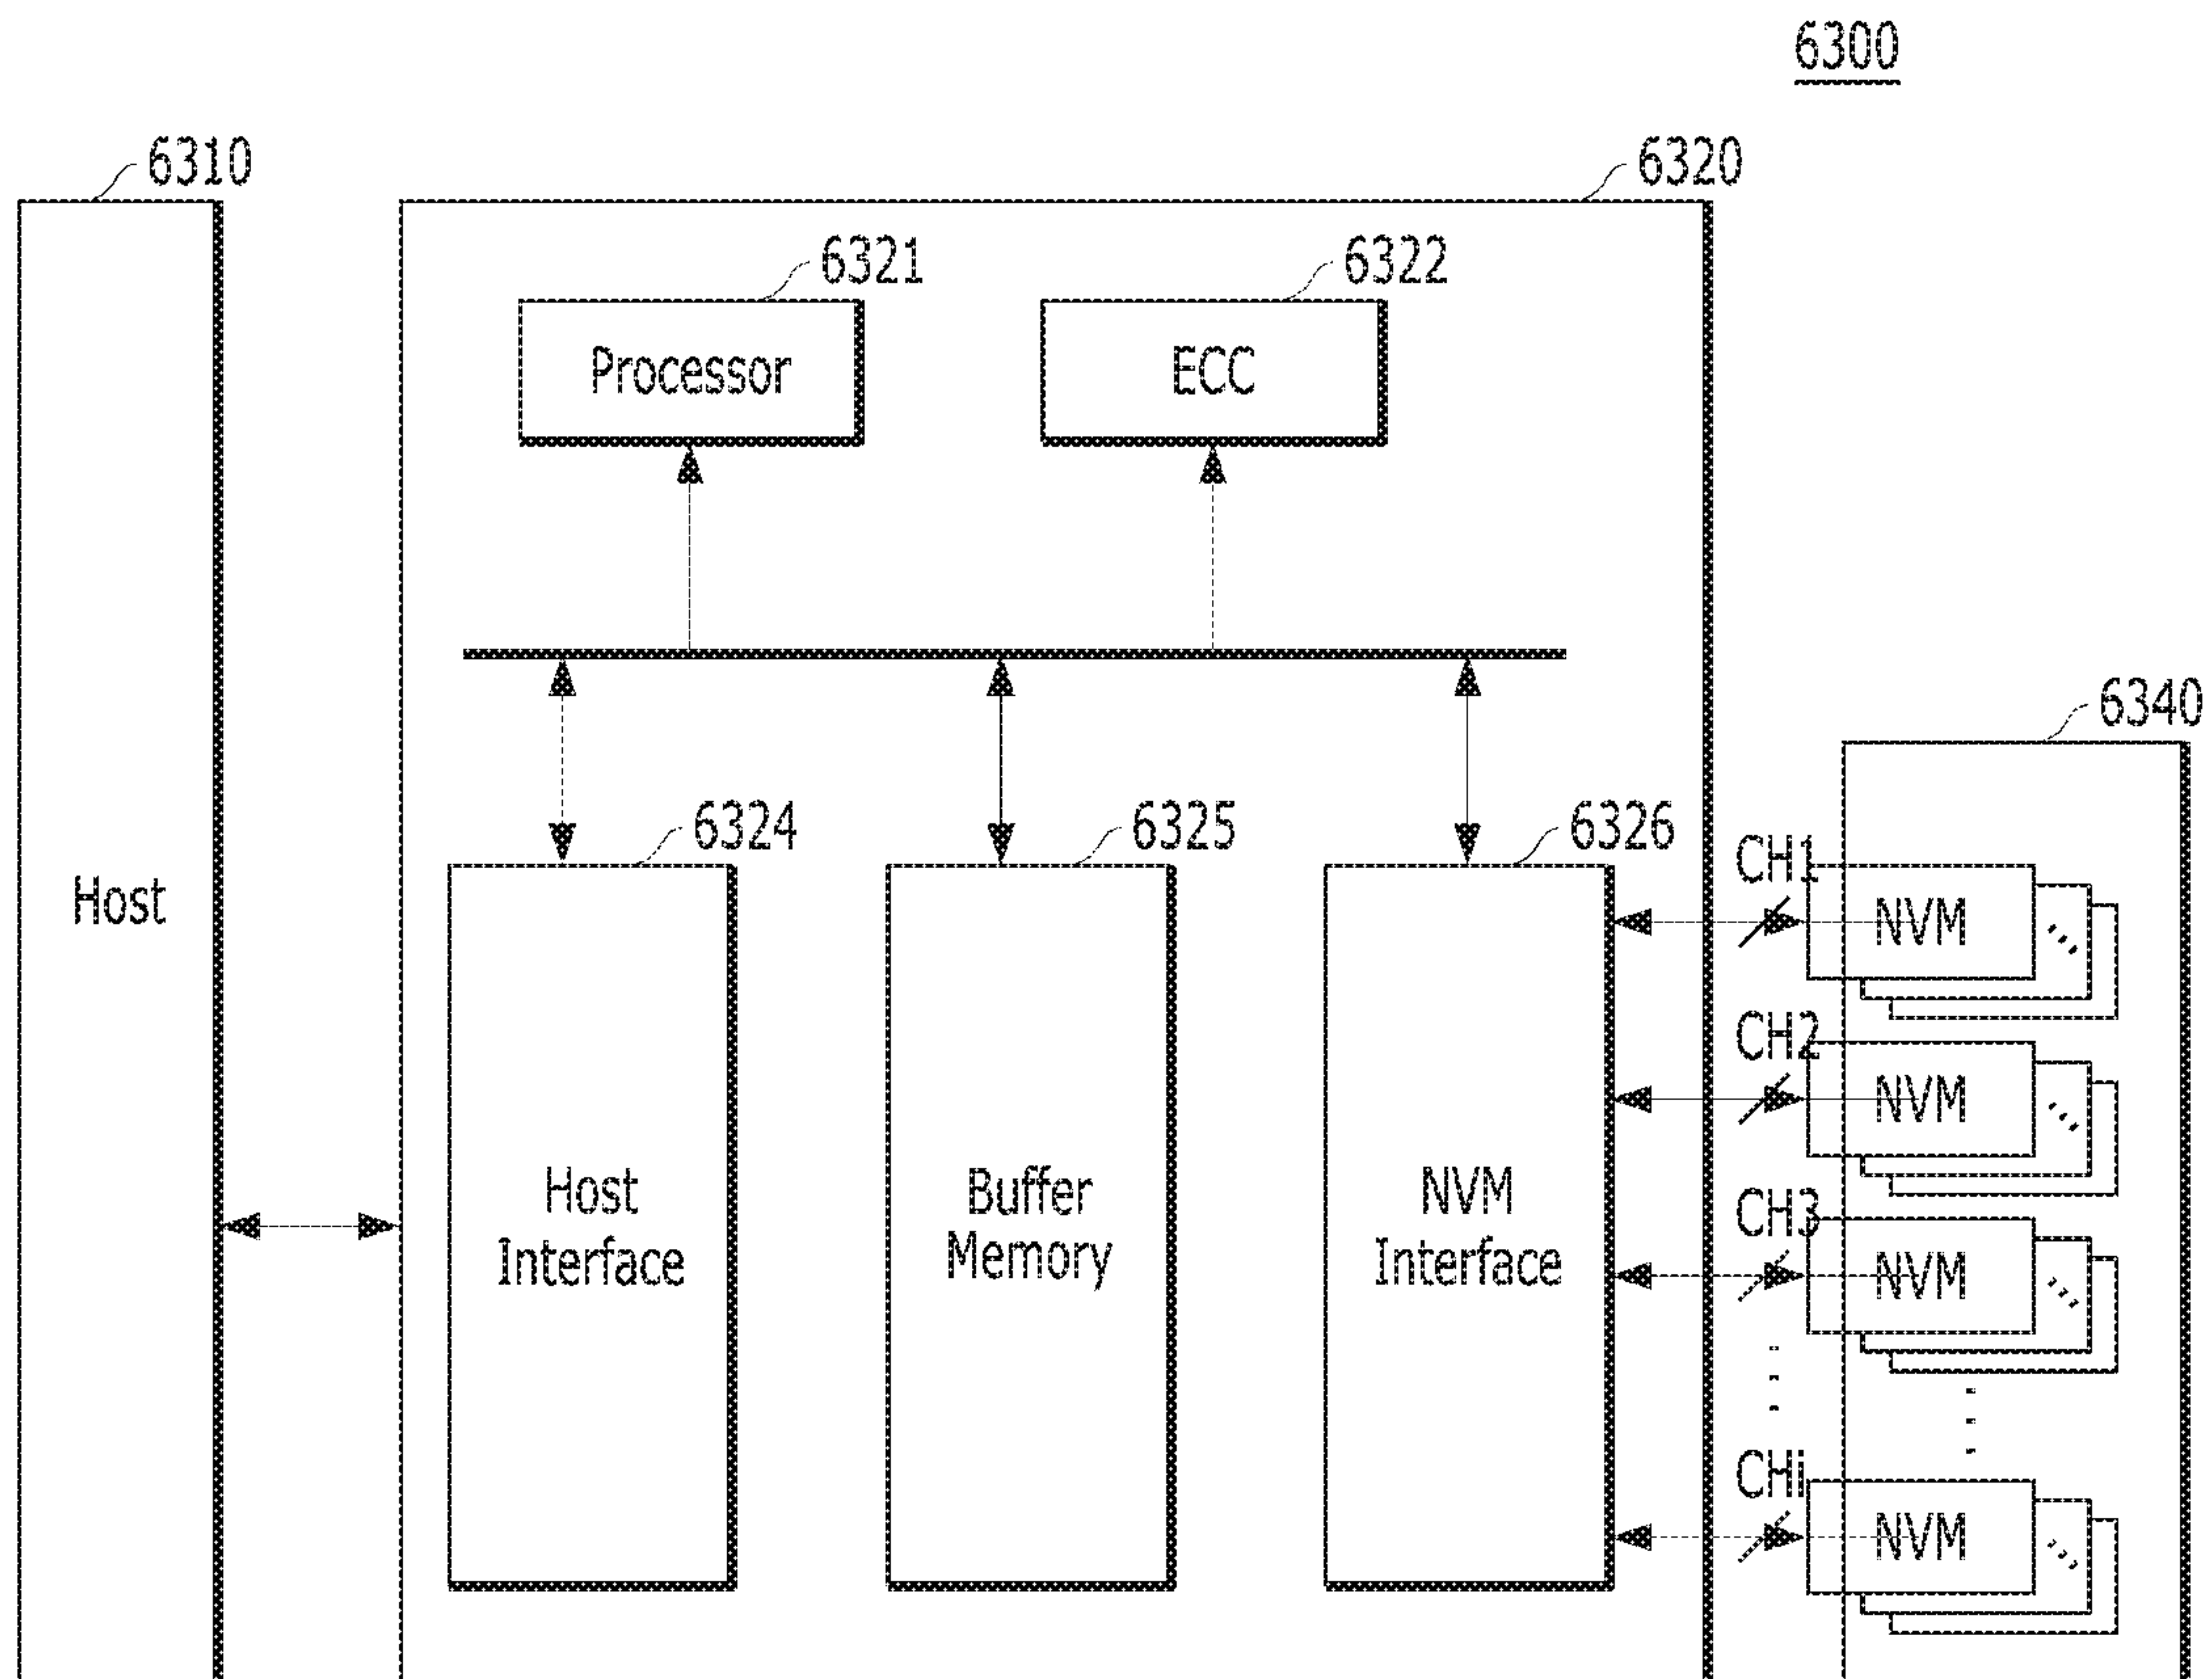 6300
6310
6320
6321
6322
Processor
ECC
6340
6324
6325
6326
CH1
Host
NVM
CH2
NVM
Host
Interface
Buffer
Memory
NVM
Interface
CH3
NVM
CHi
NVM